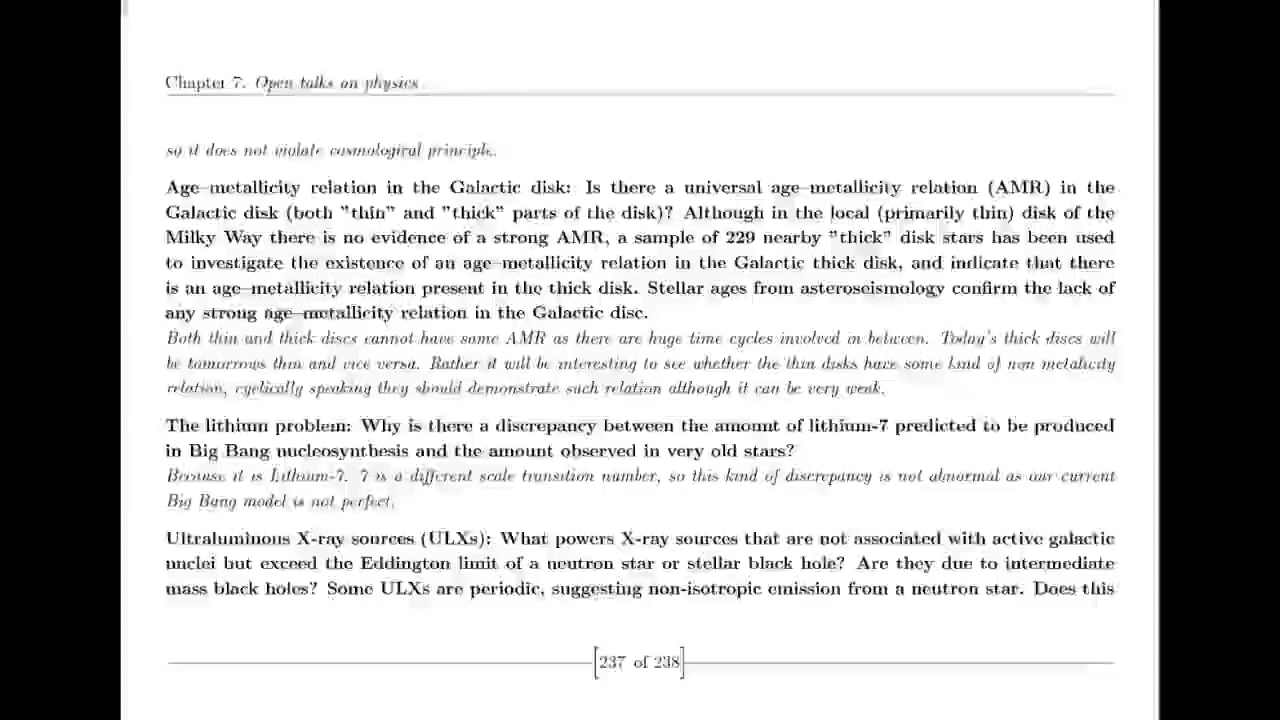 Chapter 7. Open talks on physics
so it does not violate cosmological principle.
Age–metallicity relation in the Galactic disk: Is there a universal age–metallicity relation (AMR) in the
Galactic disk (both "thin" and "thick" parts of the disk)? Although in the local (primarily thin) disk of the
Milky Way there is no evidence of a strong AMR, a sample of 229 nearby "thick" disk stars has been used
to investigate the existence of an age–metallicity relation in the Galactic thick disk, and indicate that there
is an age–metallicity relation present in the thick disk. Stellar ages from asteroseismology confirm the lack of
any strong age–metallicity relation in the Galactic disc.
Both thin and thick discs cannot have same AMR as there are huge time cycles involved in between. Today's thick discs will
be tomorrows thin and vice versa. Rather it will be interesting to see whether the thin disks have some kind of non metalicity
relation, cyclically speaking they should demonstrate such relation although it can be very weak.
The lithium problem: Why is there a discrepancy between the amount of lithium-7 predicted to be produced
in Big Bang nucleosynthesis and the amount observed in very old stars?
Because it is Lithium-7. 7 is a different scale transition number, so this kind of discrepancy is not abnormal as our current
Big Bang model is not perfect.
Ultraluminous X-ray sources (ULXs): What powers X-ray sources that are not associated with active galactic
nuclei but exceed the Eddington limit of a neutron star or stellar black hole? Are they due to intermediate
mass black holes? Some ULXs are periodic, suggesting non-isotropic emission from a neutron star. Does this
237 of 238